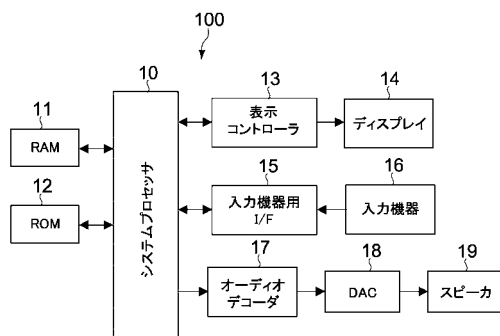 100
10
13
14
11
表示
コントローラ
ディスプレイ
RAM
12
15
16
ROM
システムプロセッサ
入力機器用
I/F
入力機器
17
18
19
オーディオ
デコーダ
DAC
スピーカ